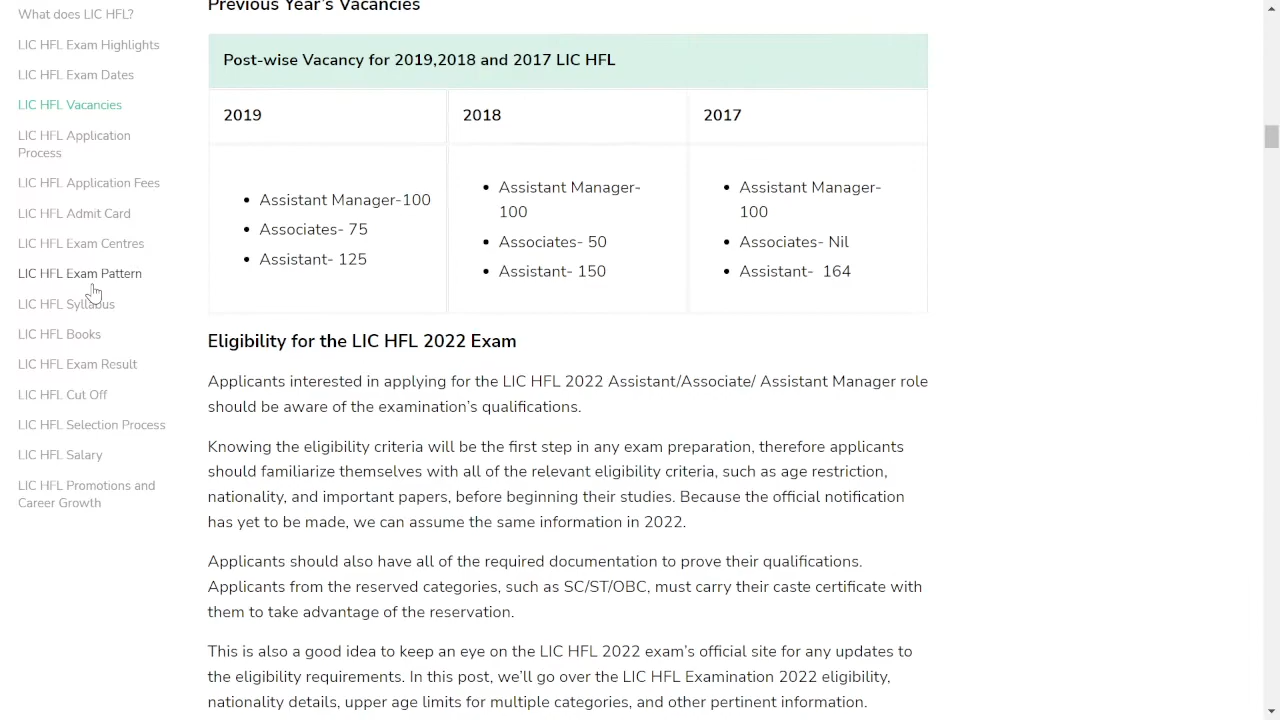 What does LIC HFL?
LIC HFL Exam Highlights
LIC HFL Exam Dates
LIC HFL Vacancies
LIC HFL Application
Process
LIC HFL Application Fees
LIC HFL Admit Card
LIC HFL Exam Centres
LIC HFL Exam Pattern
LIC HFL Syllabus
LIC HFL Books
LIC HFL Exam Result
LIC HFL Cut Off
LIC HFL Selection Process
LIC HFL Salary
LIC HFL Promotions and
Career Growth
Previous Year's Vacancies
Post-wise Vacancy for 2019,2018 and 2017 LIC HFL
2019
2018
2017
• Assistant Manager-100
• Associates- 75
• Assistant- 125
• Assistant Manager-
100
• Associates- 50
• Assistant- 150
• Assistant Manager-
100
• Associates- Nil
• Assistant- 164
Eligibility for the LIC HFL 2022 Exam
Applicants interested in applying for the LIC HFL 2022 Assistant/Associate/ Assistant Manager role
should be aware of the examination's qualifications.
Knowing the eligibility criteria will be the first step in any exam preparation, therefore applicants
should familiarize themselves with all of the relevant eligibility criteria, such as age restriction,
nationality, and important papers, before beginning their studies. Because the official notification
has yet to be made, we can assume the same information in 2022.
Applicants should also have all of the required documentation to prove their qualifications.
Applicants from the reserved categories, such as SC/ST/OBC, must carry their caste certificate with
them to take advantage of the reservation.
This is also a good idea to keep an eye on the LIC HFL 2022 exam's official site for any updates to
the eligibility requirements. In this post, we'll go over the LIC HFL Examination 2022 eligibility,
nationality details, upper age limits for multiple categories, and other pertinent information.